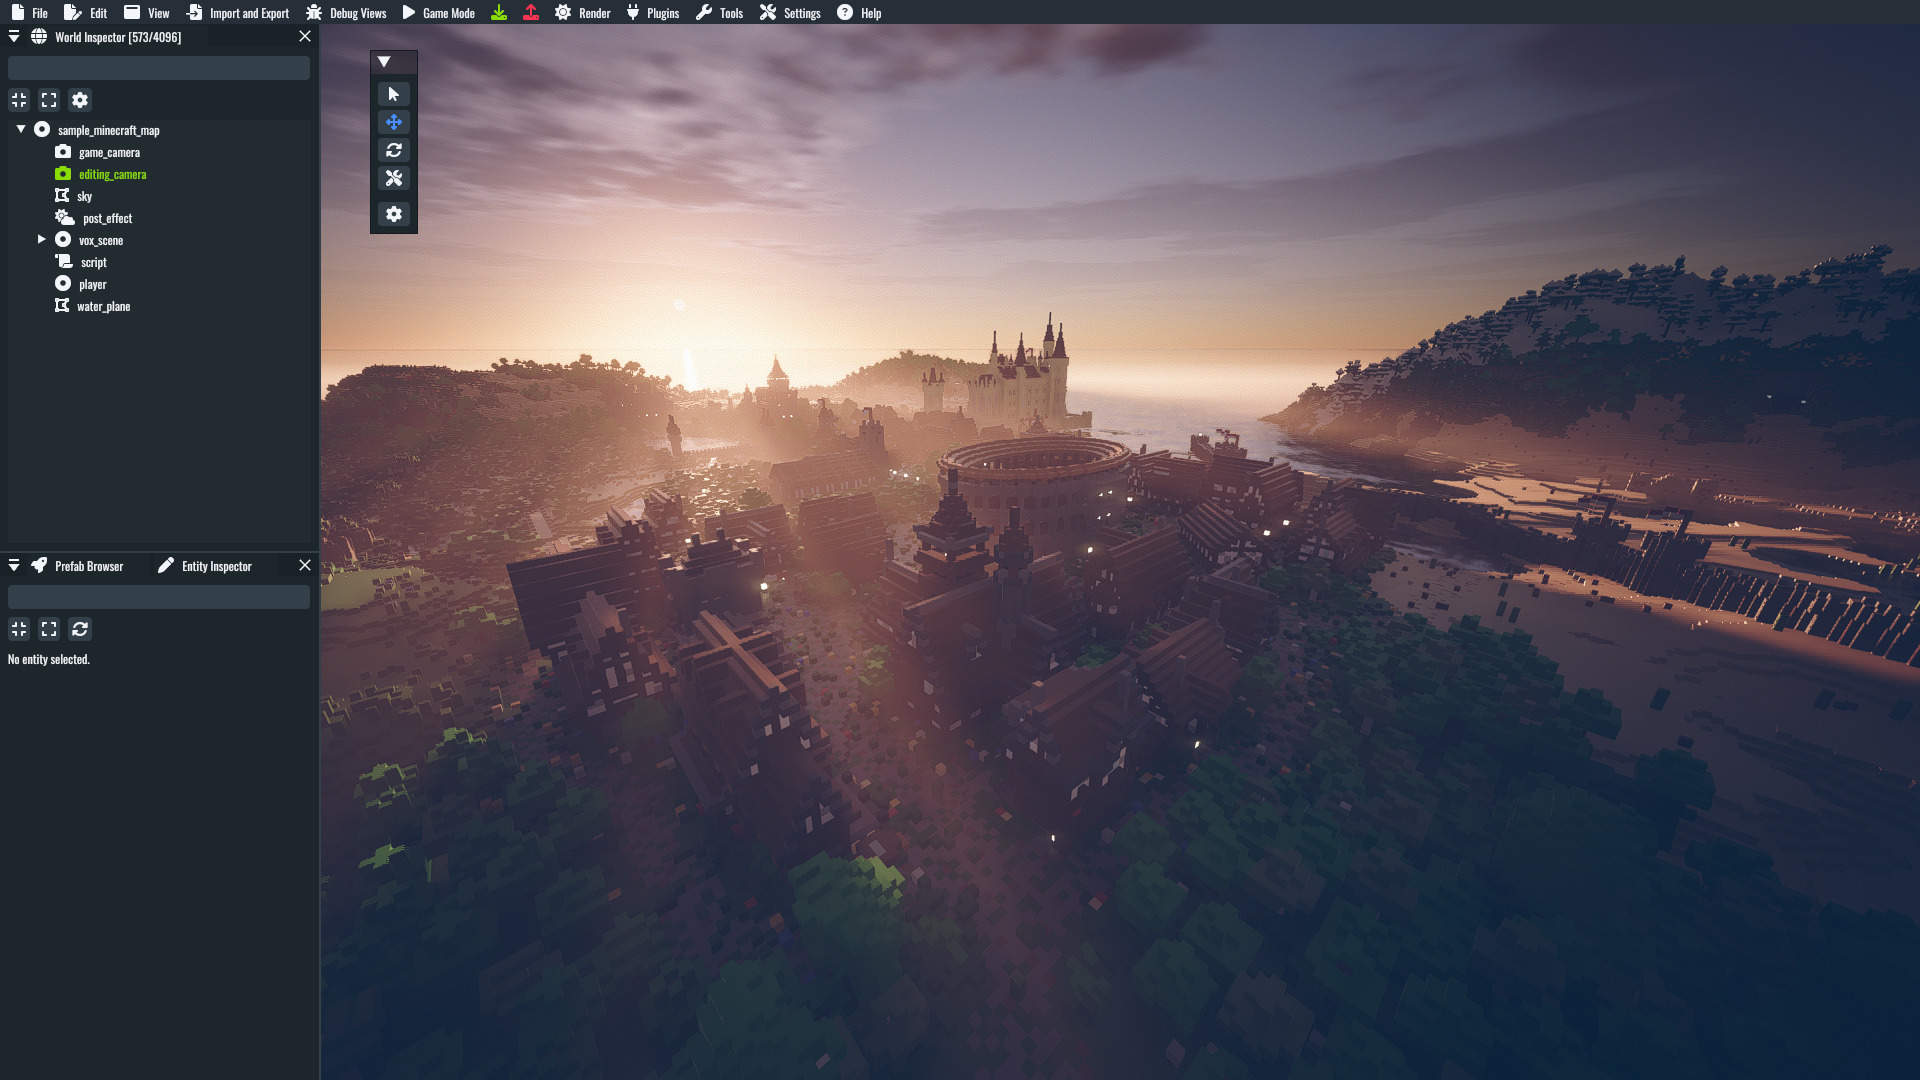 File Edit View Import and Export Debug Views Game Mode Render Plugins Tools Settings Help
World Inspector [573/4096]
sample_minecraft_map
game_camera
editing_camera
sky
post_effect
vox_scene
script
player
water_plane
Prefab Browser Entity Inspector
No entity selected.